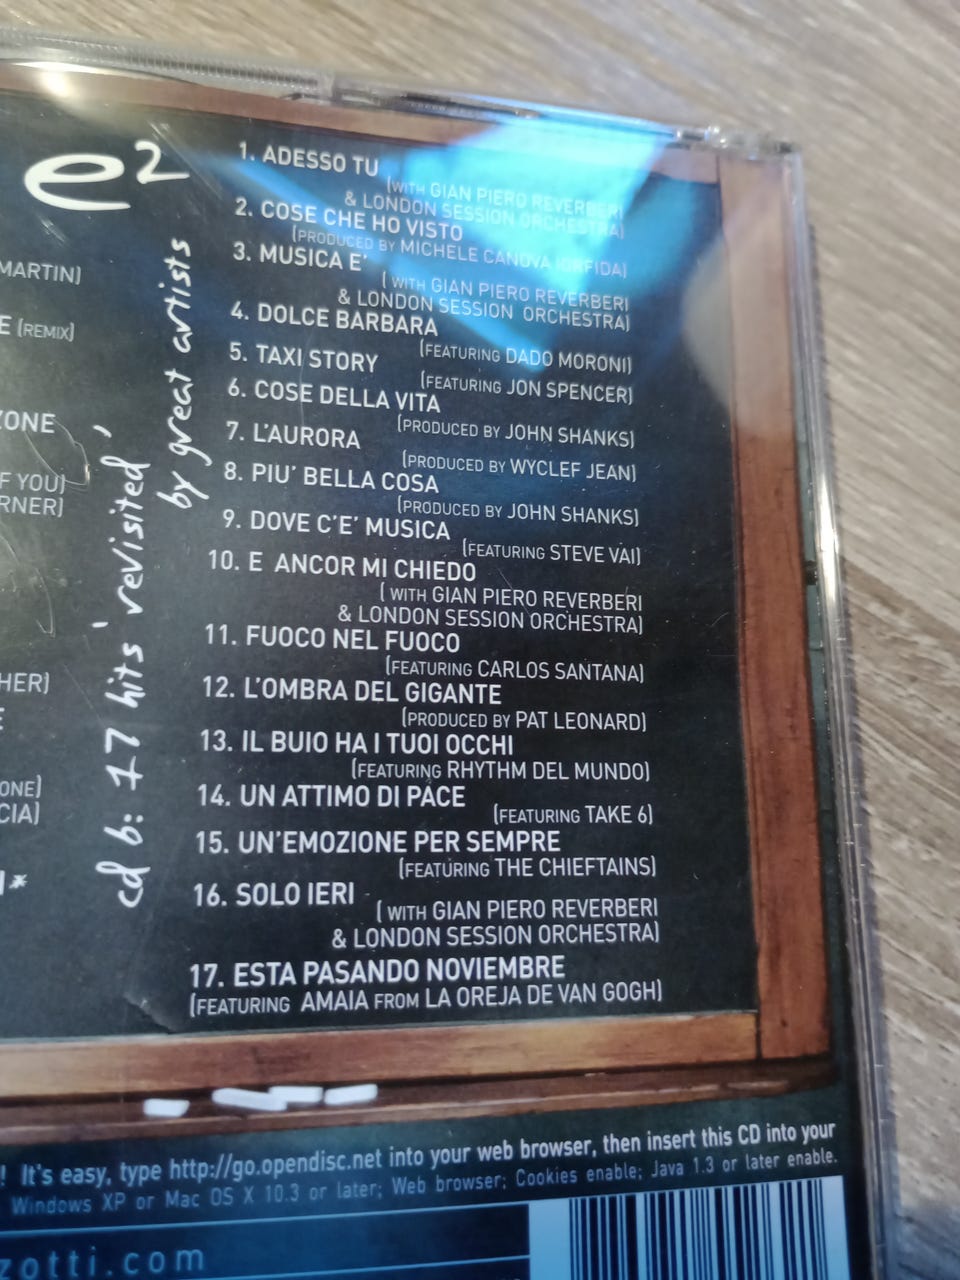 e²
MARTIN)
E (REMIX)
ZONE
F YOU)
RNER)
HER)
E
ONE)
CIA)
I*
cd b: 17 hits 'revisited'
by great artists
1. ADESSO TU
(WITH GIAN PIERO REVERBERI
& LONDON SESSION ORCHESTRA)
2. COSE CHE HO VISTO
(PRODUCED BY MICHELE CANOVA IORFIDA)
3. MUSICA E'
( WITH GIAN PIERO REVERBERI
& LONDON SESSION ORCHESTRA)
4. DOLCE BARBARA
(FEATURING DADO MORONI)
5. TAXI STORY
(FEATURING JON SPENCER)
6. COSE DELLA VITA
(PRODUCED BY JOHN SHANKS)
7. L'AURORA
(PRODUCED BY WYCLEF JEAN)
8. PIU' BELLA COSA
(PRODUCED BY JOHN SHANKS)
9. DOVE C'E' MUSICA
(FEATURING STEVE VAI)
10. E ANCOR MI CHIEDO
( WITH GIAN PIERO REVERBERI
& LONDON SESSION ORCHESTRA)
11. FUOCO NEL FUOCO
(FEATURING CARLOS SANTANA)
12. L'OMBRA DEL GIGANTE
(PRODUCED BY PAT LEONARD)
13. IL BUIO HA I TUOI OCCHI
(FEATURING RHYTHM DEL MUNDO)
14. UN ATTIMO DI PACE
(FEATURING TAKE 6)
15. UN'EMOZIONE PER SEMPRE
(FEATURING THE CHIEFTAINS)
16. SOLO IERI
( WITH GIAN PIERO REVERBERI
& LONDON SESSION ORCHESTRA)
17. ESTA PASANDO NOVIEMBRE
(FEATURING AMAIA FROM LA OREJA DE VAN GOGH)
! It's easy, type http://go.opendisc.net into your web browser, then insert this CD into your
Windows XP or Mac OS X 10.3 or later; Web browser; Cookies enable; Java 1.3 or later enable.
zotti.com